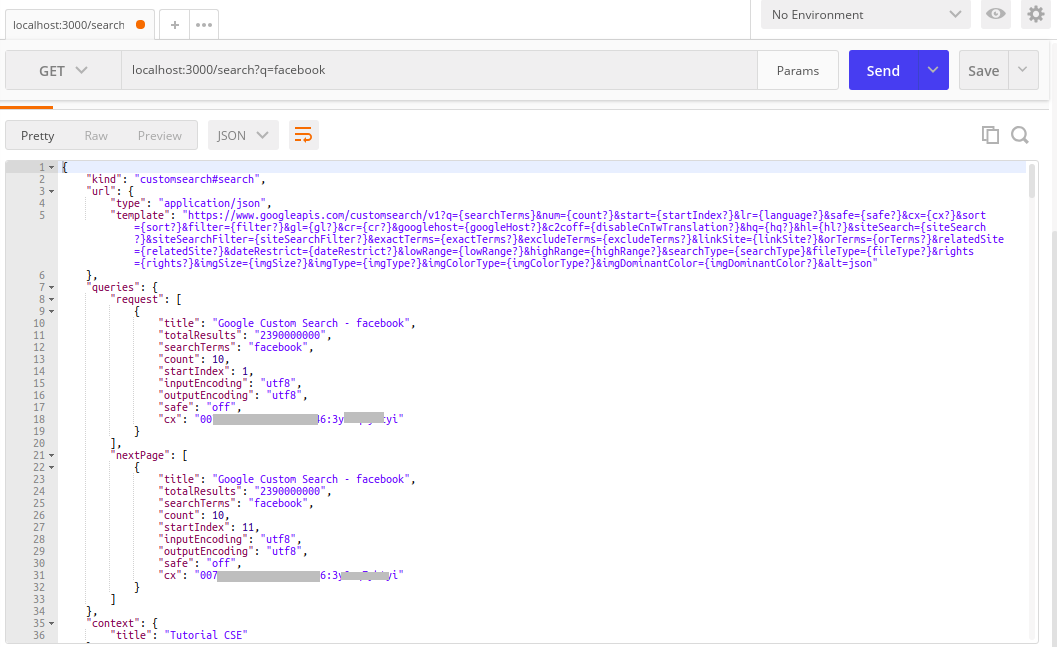 localhost:3000/search
+
•••
No Environment
GET
localhost:3000/search?q=facebook
Params
Send
Save
Pretty
Raw
Preview
JSON
1 {
2 "kind": "customsearch#search",
3 "url": {
4 "type": "application/json",
5 "template": "https://www.googleapis.com/customsearch/v1?q={searchTerms}&num={count?}&start={startIndex?}&lr={language?}&safe={safe?}&cx={cx?}&sort
={sort?}&filter={filter?}&gl={gl?}&cr={cr?}&googlehost={googleHost?}&c2coff={disableCnTwTranslation?}&hq={hq?}&hl={hl?}&siteSearch={siteSearch
?}&siteSearchFilter={siteSearchFilter?}&exactTerms={exactTerms?}&excludeTerms={excludeTerms?}&linkSite={linkSite?}&orTerms={orTerms?}&relatedSite
={relatedSite?}&dateRestrict={dateRestrict?}&lowRange={lowRange?}&highRange={highRange?}&searchType={searchType}&fileType={fileType?}&rights
={rights?}&imgSize={imgSize?}&imgType={imgType?}&imgColorType={imgColorType?}&imgDominantColor={imgDominantColor?}&alt=json"
6 },
7 "queries": {
8 "request": [
9 {
10 "title": "Google Custom Search - facebook",
11 "totalResults": "2390000000",
12 "searchTerms": "facebook",
13 "count": 10,
14 "startIndex": 1,
15 "inputEncoding": "utf8",
16 "outputEncoding": "utf8",
17 "safe": "off",
18 "cx": "00 46:3y yi"
19 }
20 ],
21 "nextPage": [
22 {
23 "title": "Google Custom Search - facebook",
24 "totalResults": "2390000000",
25 "searchTerms": "facebook",
26 "count": 10,
27 "startIndex": 11,
28 "inputEncoding": "utf8",
29 "outputEncoding": "utf8",
30 "safe": "off",
31 "cx": "007 6:3y yi"
32 }
33 ]
34 },
35 "context": {
36 "title": "Tutorial CSE"